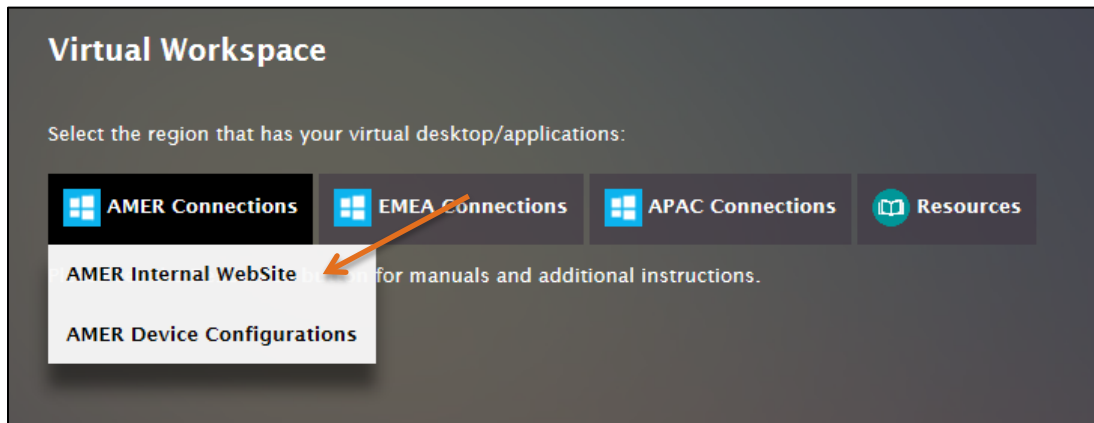 Virtual Workspace
Select the region that has your virtual desktop/applications:
AMER Connections EMEA Connections APAC Connections Resources
AMER Internal WebSite
for manuals and additional instructions.
AMER Device Configurations